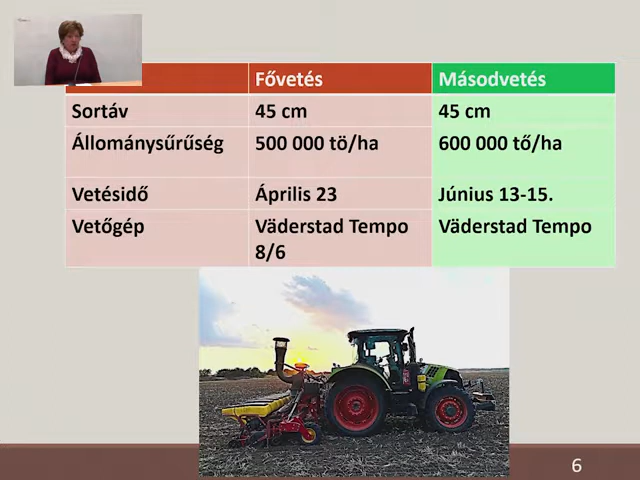 Fővetés Másodvetés
Sortáv 45 cm 45 cm
Állománysűrűség 500 000 tö/ha 600 000 tő/ha
Vetésidő Április 23 Június 13-15.
Vetőgép Väderstad Tempo Väderstad Tempo
8/6
6